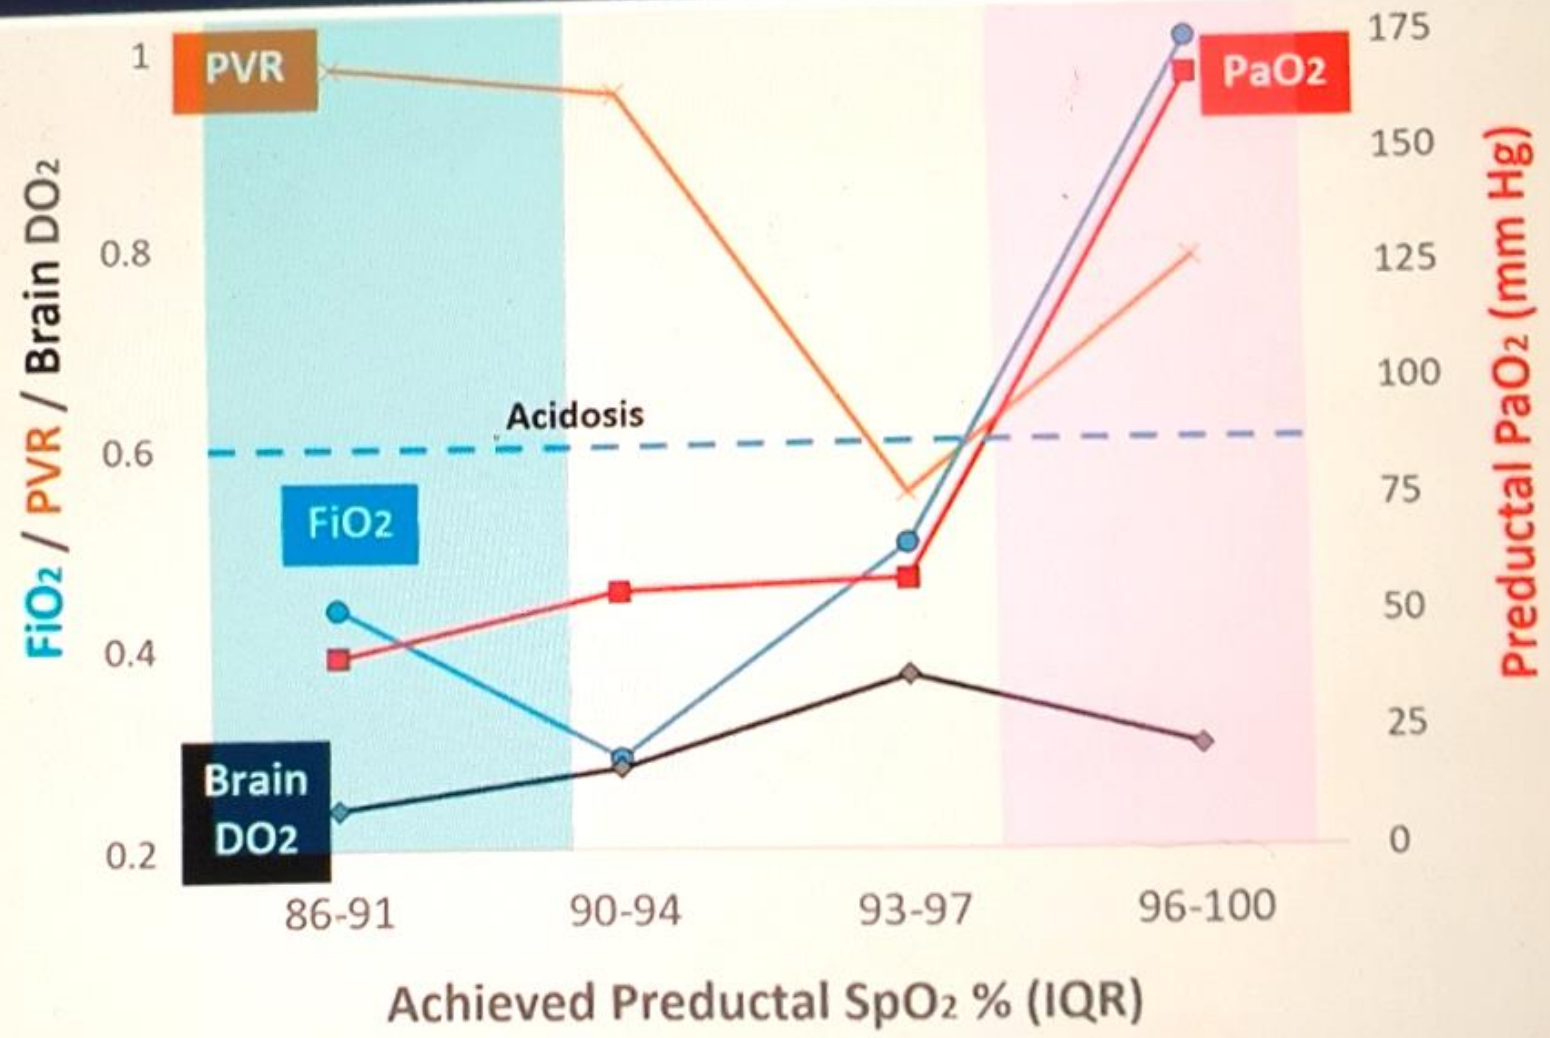 PVR
PaO2
Acidosis
FiO2
Brain
DO2
FiO2 / PVR / Brain DO2
1
0.8
0.6
0.4
0.2
175
150
125
100
75
50
25
0
Preductal PaO2 (mm Hg)
86-91
90-94
93-97
96-100
Achieved Preductal SpO2 % (IQR)